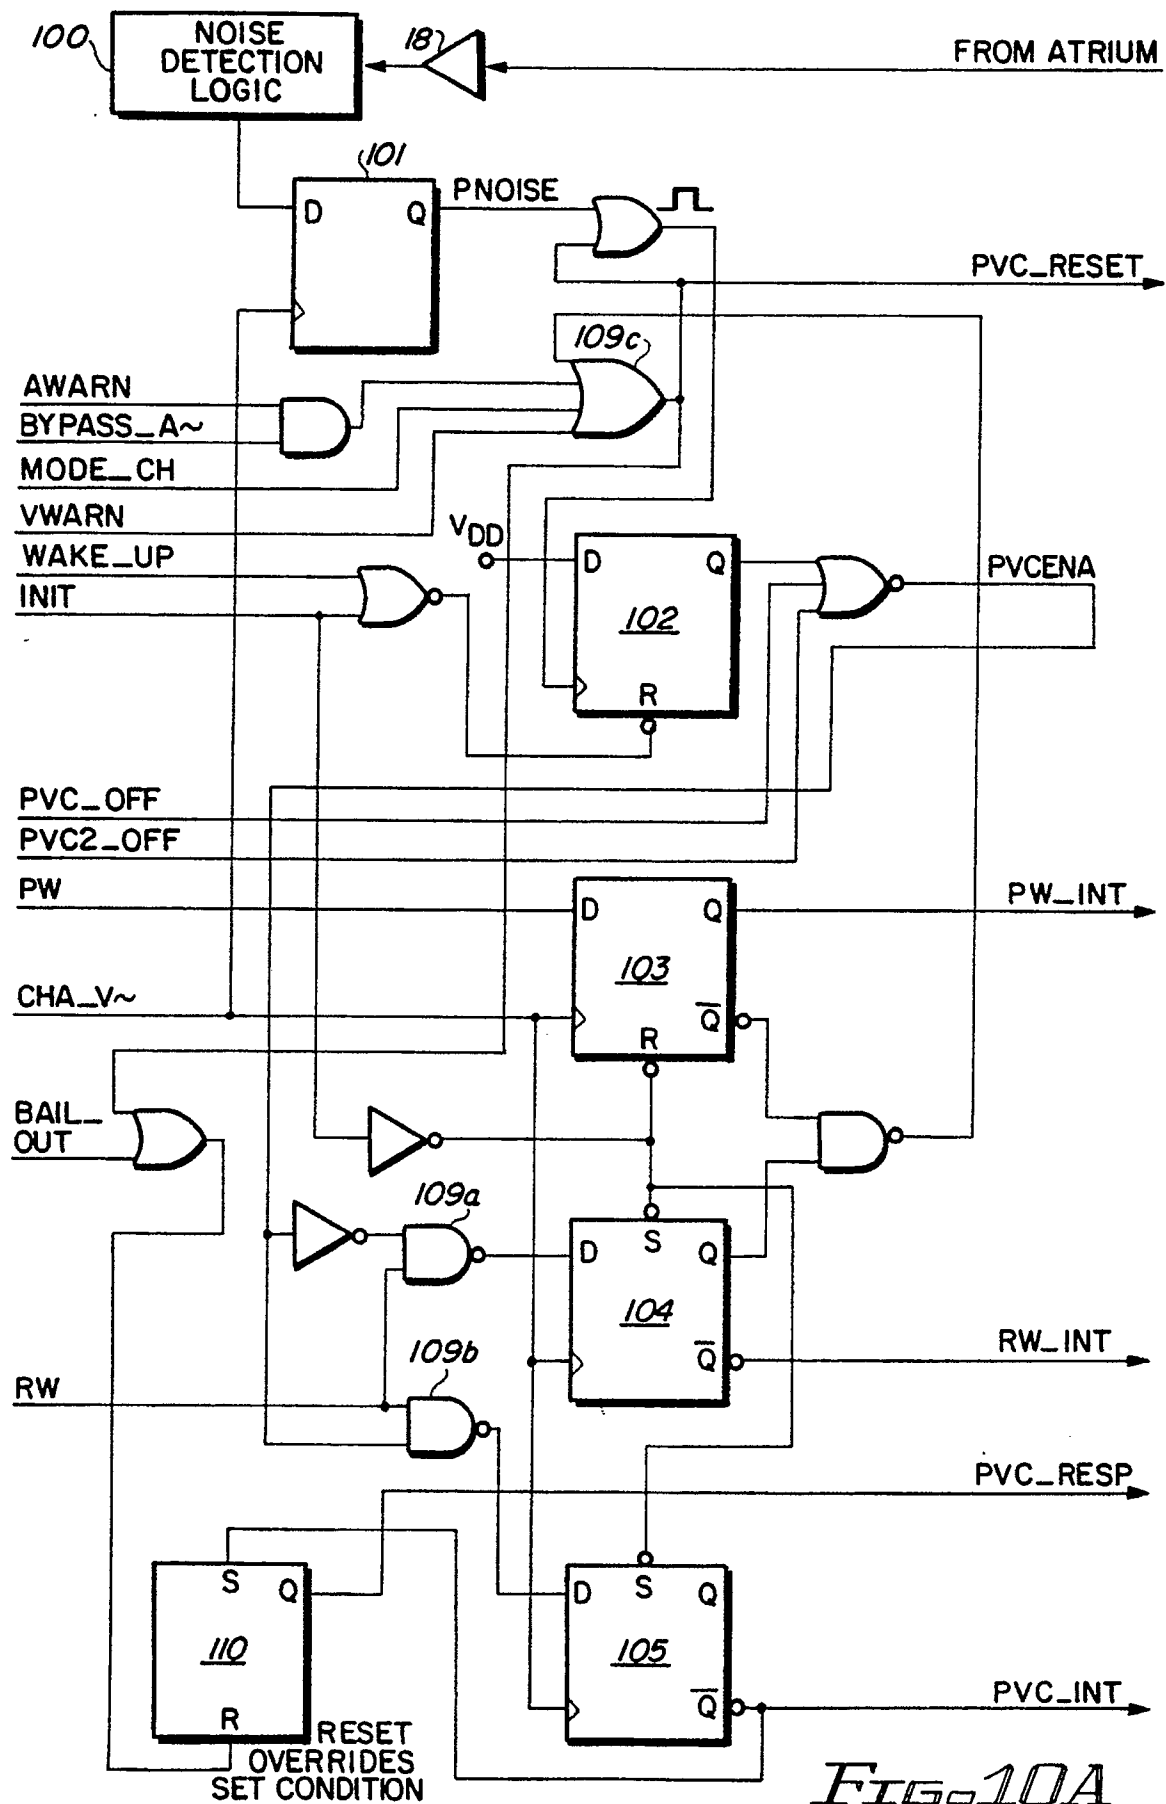 100
NOISE
DETECTION
LOGIC
18
FROM ATRIUM
101
D
Q
PNOISE
PVC_RESET
109c
AWARN
BYPASS_A~
MODE_CH
VWARN
WAKE_UP
INIT
VDD
D
Q
102
R
PVCENA
PVC_OFF
PVC2_OFF
PW
D
Q
PW_INT
103
CHA_V~
Q
R
BAIL_
OUT
109a
S
D
Q
104
109b
Q
RW_INT
RW
PVC_RESP
S
Q
110
R
D
S
Q
105
Q
PVC_INT
RESET
OVERRIDES
SET CONDITION
FIG. 10A